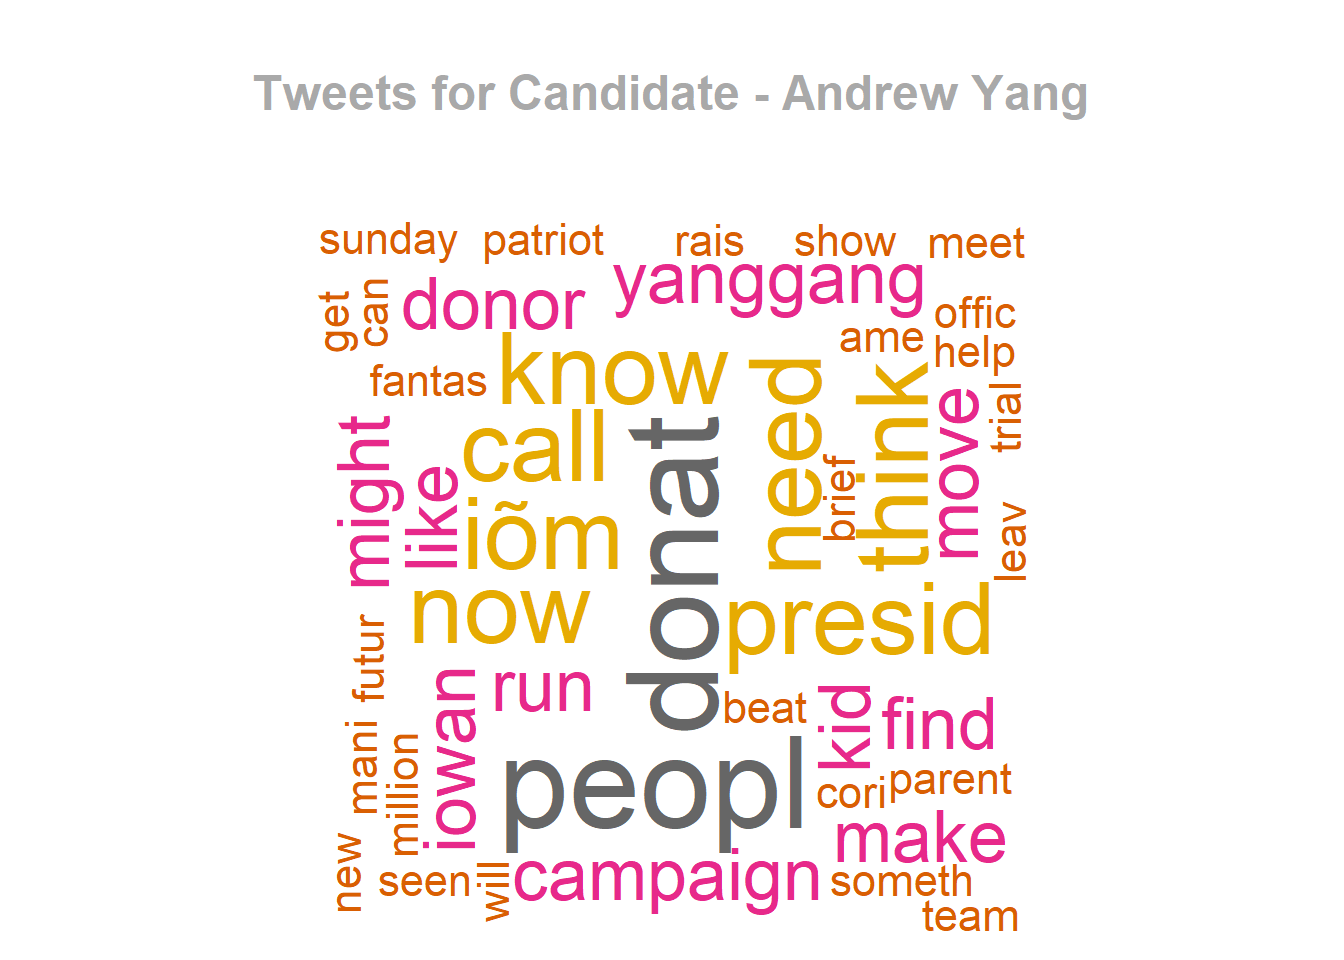 Tweets for Candidate - Andrew Yang
sunday
patriot
rais
show
meet
get
can
donor
yanggang
offic
ame
help
fantas
know
need
think
move
trial
might
like
call
donat
brief
iõm
leav
now
presid
futur
iowan
run
beat
kid
find
mani
million
peopl
cori
parent
make
new
seen
will
campaign
someth
team